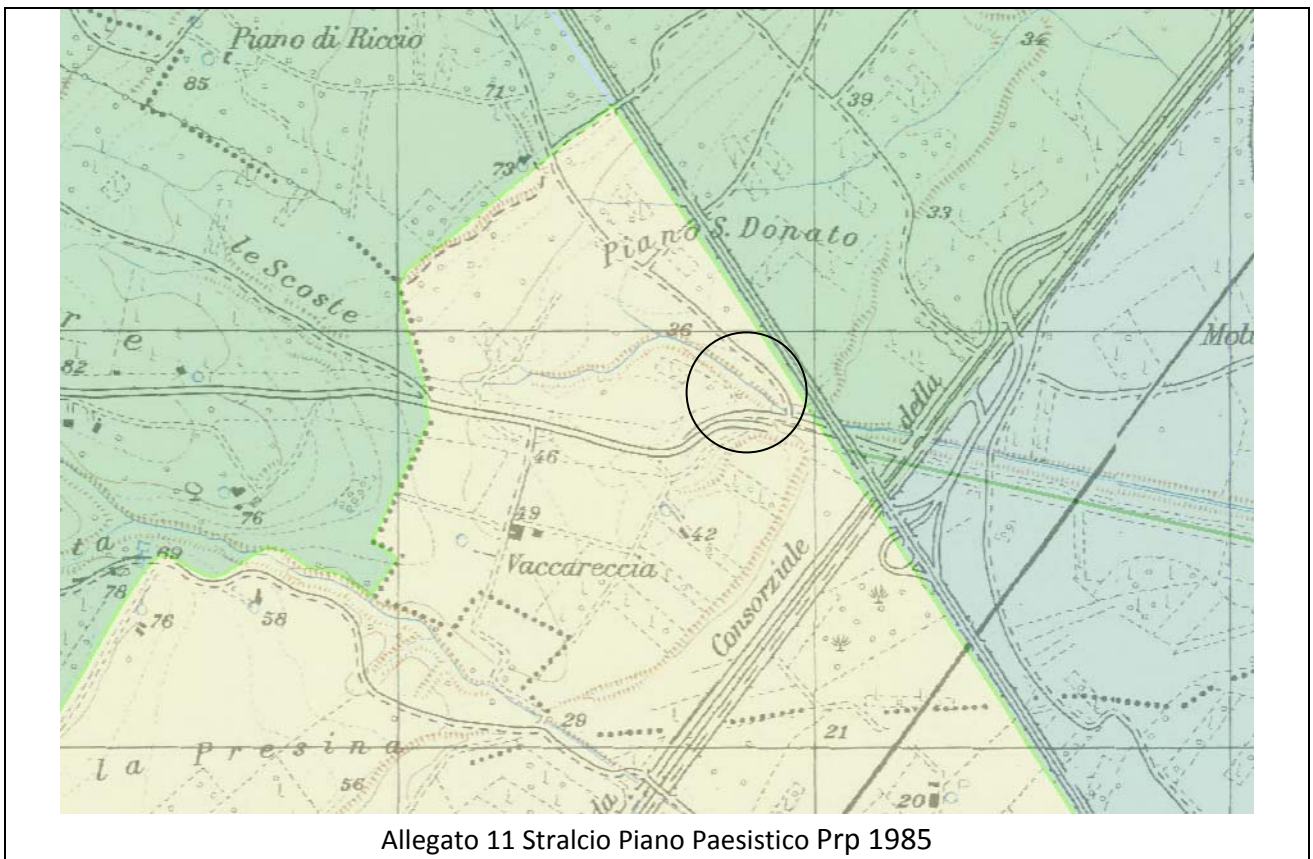 Piano di Riccio
34
85
71
39
73
33
Piano S. Donato
le Scoste
36
r e
82
Mol
della
46
49
76
42
Vaccareccia
ta
69
78
Consorziale
76
58
29
21
la Presina
56
20
Allegato 11 Stralcio Piano Paesistico Prp 1985